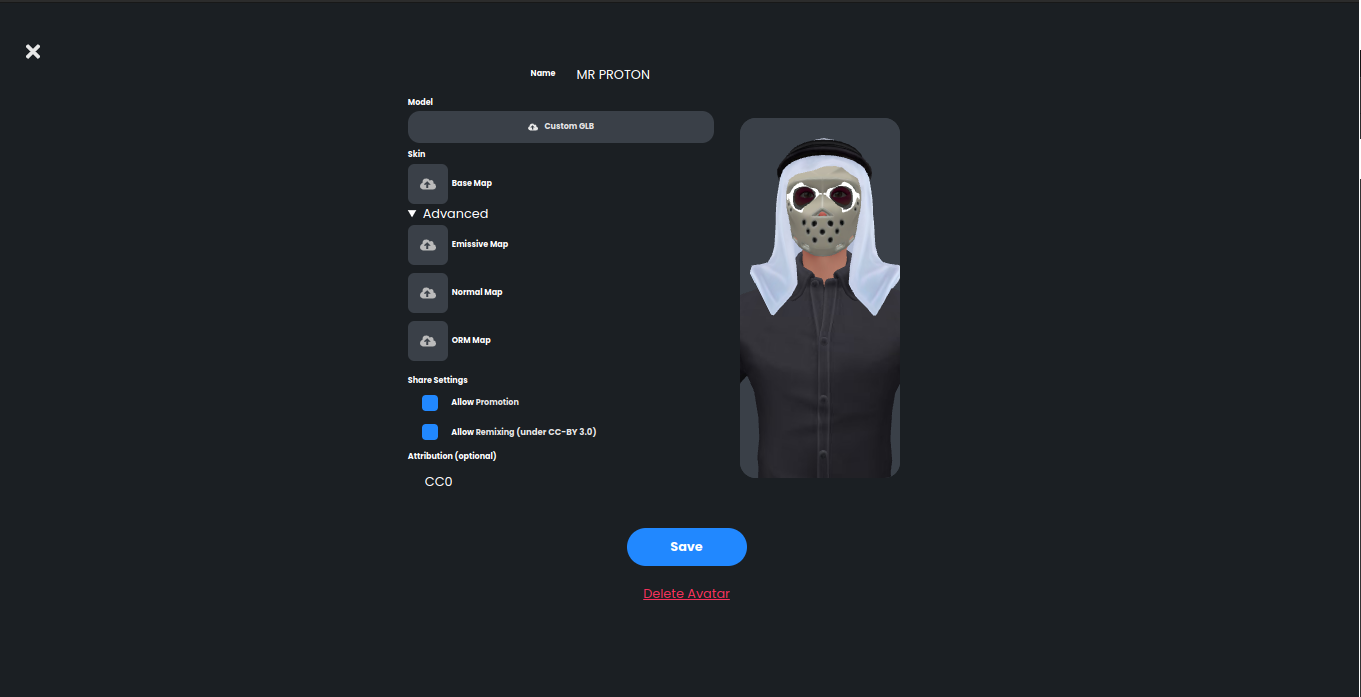 Name MR PROTON
Model
Custom GLB
Skin
Base Map
Advanced
Emissive Map
Normal Map
ORM Map
Share Settings
Allow Promotion
Allow Remixing (under CC-BY 3.0)
Attribution (optional)
CC0
Save
Delete Avatar